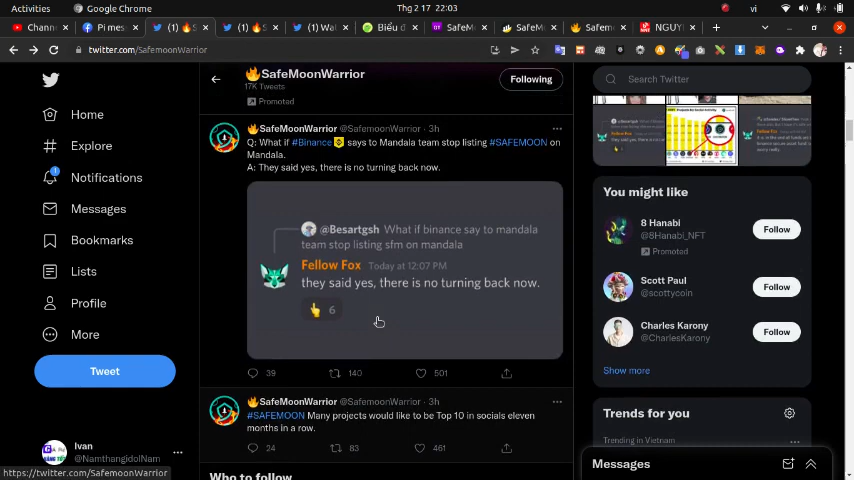 Activities
Google Chrome
Thg 2 17 22:03
vi
Channe
Pi mes
(1) 🔥S
(1) 🔥S
(1) Wal
Biểu đ
SafeMo
SafeMo
Safemo
NGUY
twitter.com/SafemoonWarrior
🔥SafeMoonWarrior
17K Tweets
Following
Promoted
Search Twitter
Home
Explore
1
Notifications
Messages
Bookmarks
Lists
Profile
More
Tweet
Ivan
@NamthangidolNam
https://twitter.com/SafemoonWarrior
🔥SafeMoonWarrior @SafemoonWarrior · 3h
Q: What if #Binance says to Mandala team stop listing #SAFEMOON on
Mandala.
A: They said yes, there is no turning back now.
@Besartgsh What if binance say to mandala
team stop listing sfm on mandala
Fellow Fox Today at 12:07 PM
they said yes, there is no turning back now.
👆 6
39 140 501
🔥SafeMoonWarrior @SafemoonWarrior · 3h
#SAFEMOON Many projects would like to be Top 10 in socials eleven
months in a row.
24 83 461
Who to follow
You might like
8 Hanabi
@8Hanabi_NFT
Promoted
Follow
Scott Paul
@scottycoin
Follow
Charles Karony
@CharlesKarony
Follow
Show more
Trends for you
Trending in Vietnam
Messages